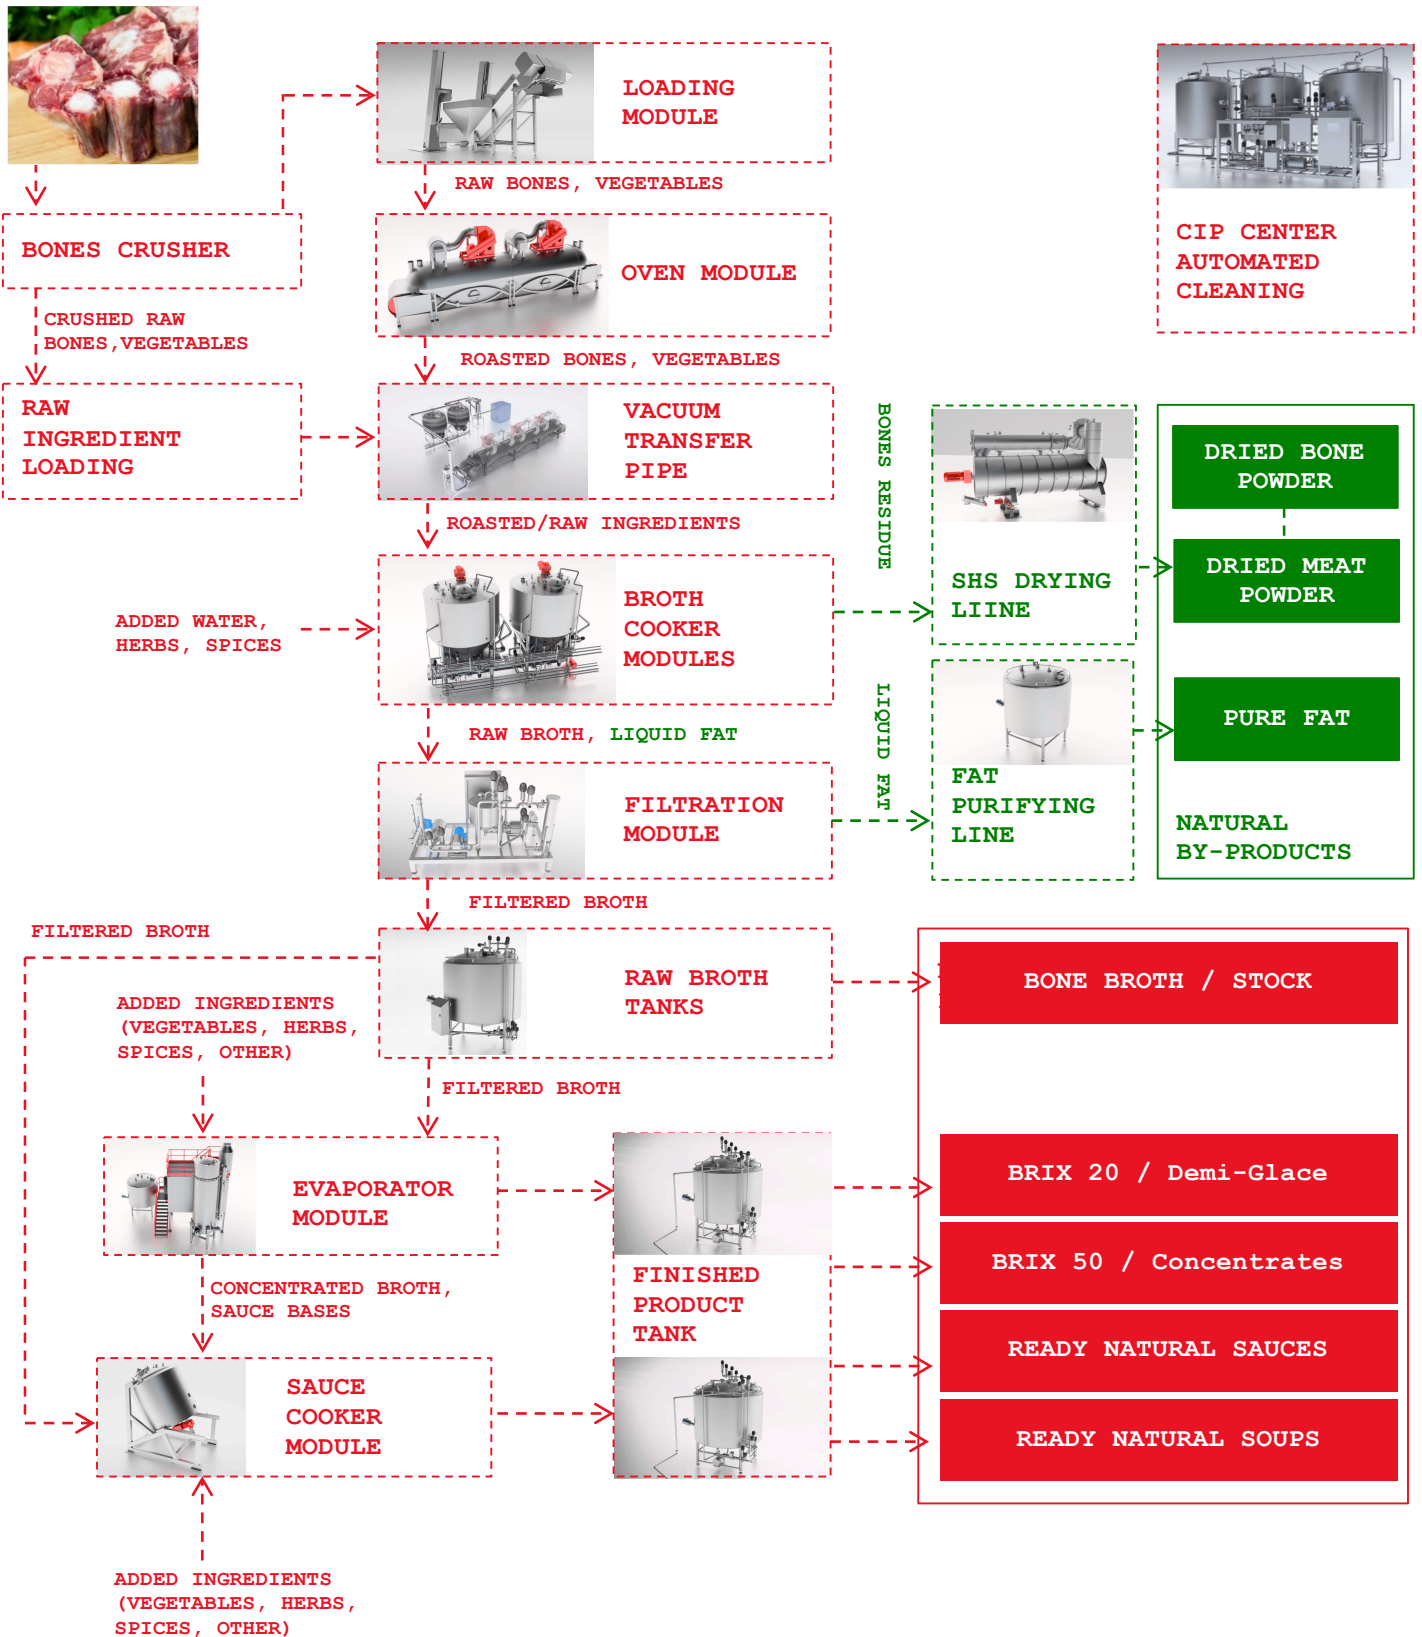 LOADING
MODULE
RAW BONES, VEGETABLES
BONES CRUSHER
CIP CENTER
AUTOMATED
CLEANING
OVEN MODULE
CRUSHED RAW
BONES,VEGETABLES
ROASTED BONES, VEGETABLES
RAW
INGREDIENT
LOADING
VACUUM
TRANSFER
PIPE
BONES RESIDUE
DRIED BONE
POWDER
ROASTED/RAW INGREDIENTS
SHS DRYING
LIINE
DRIED MEAT
POWDER
ADDED WATER,
HERBS, SPICES
BROTH
COOKER
MODULES
RAW BROTH, LIQUID FAT
LIQUID FAT
PURE FAT
FILTRATION
MODULE
FAT
PURIFYING
LINE
NATURAL
BY-PRODUCTS
FILTERED BROTH
FILTERED BROTH
RAW BROTH
TANKS
BONE BROTH / STOCK
ADDED INGREDIENTS
(VEGETABLES, HERBS,
SPICES, OTHER)
FILTERED BROTH
EVAPORATOR
MODULE
BRIX 20 / Demi-Glace
CONCENTRATED BROTH,
SAUCE BASES
FINISHED
PRODUCT
TANK
BRIX 50 / Concentrates
READY NATURAL SAUCES
SAUCE
COOKER
MODULE
READY NATURAL SOUPS
ADDED INGREDIENTS
(VEGETABLES, HERBS,
SPICES, OTHER)